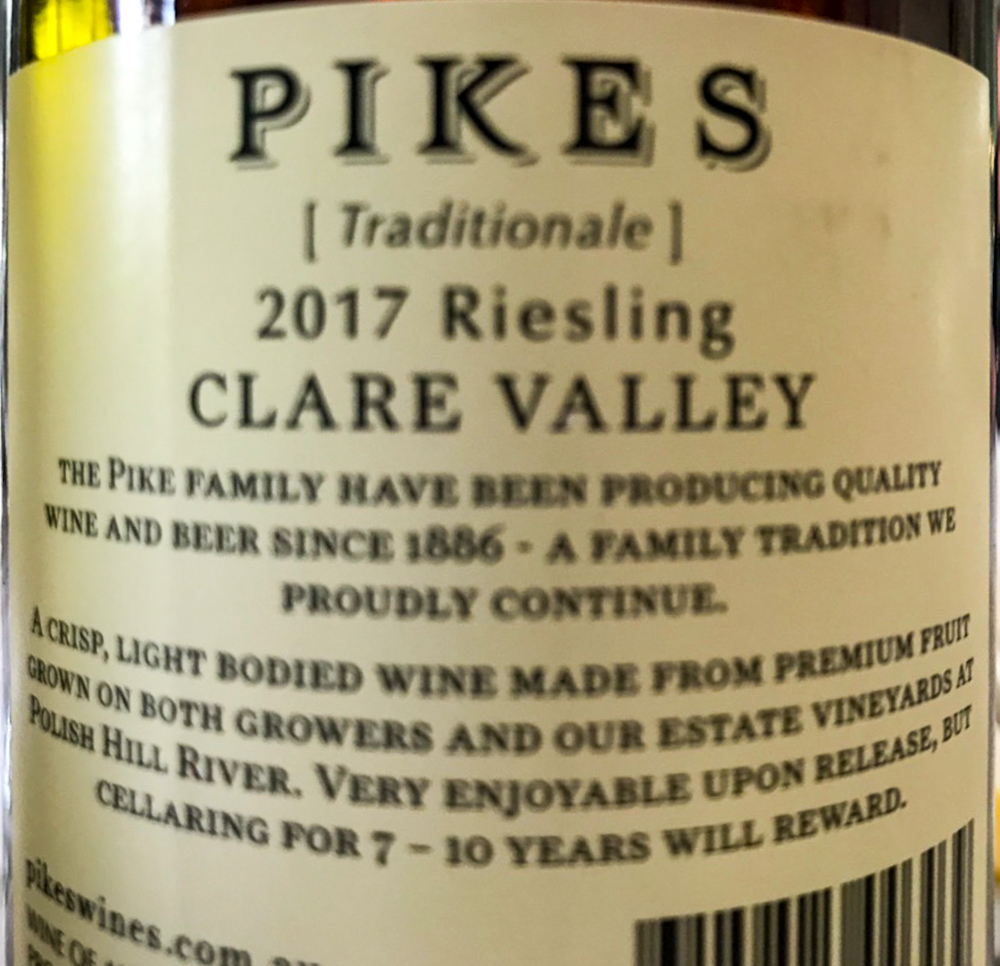 PIKES
[ Traditionale ]
2017 Riesling
CLARE VALLEY
THE PIKE FAMILY HAVE BEEN PRODUCING QUALITY
WINE AND BEER SINCE 1886 - A FAMILY TRADITION WE
PROUDLY CONTINUE.
A CRISP, LIGHT BODIED WINE MADE FROM PREMIUM FRUIT
GROWN ON BOTH GROWERS AND OUR ESTATE VINEYARDS AT
POLISH HILL RIVER. VERY ENJOYABLE UPON RELEASE, BUT
CELLARING FOR 7 – 10 YEARS WILL REWARD.
pikeswines.com
WINE OF